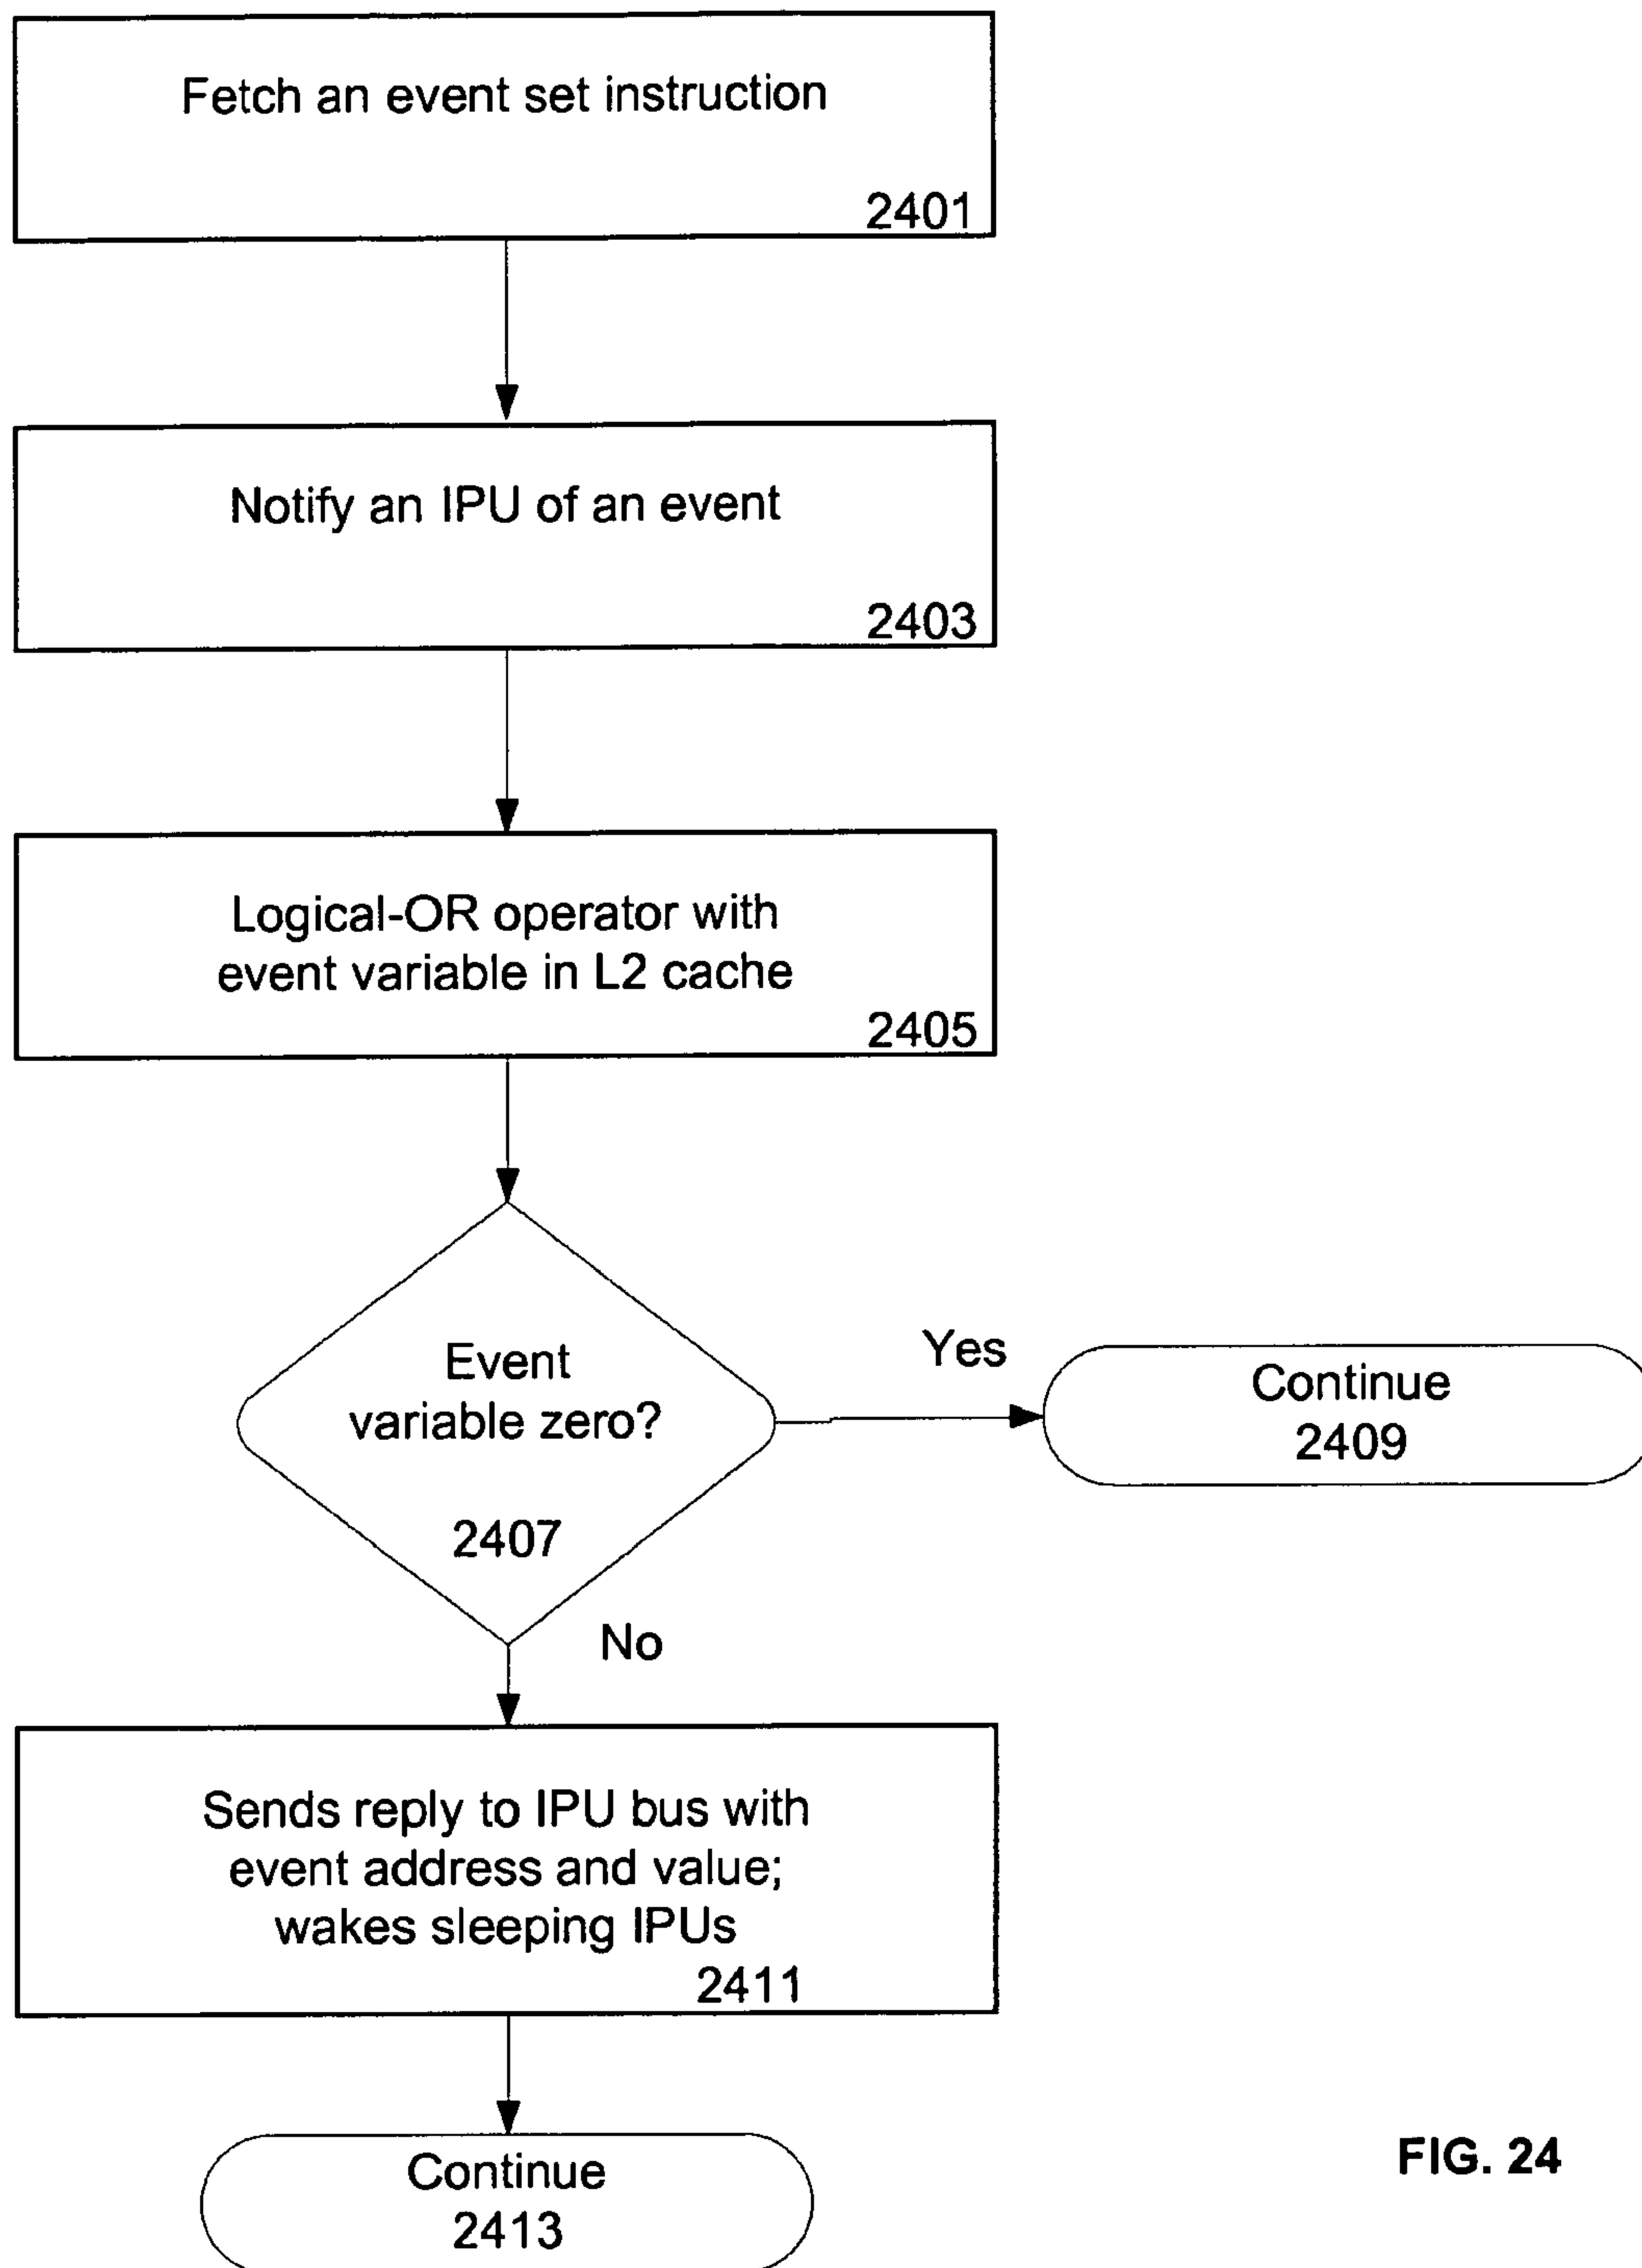 Fetch an event set instruction
2401
Notify an IPU of an event
2403
Logical-OR operator with
event variable in L2 cache
2405
Event
variable zero?
2407
Yes
Continue
2409
No
Sends reply to IPU bus with
event address and value;
wakes sleeping IPUs
2411
Continue
2413
FIG. 24